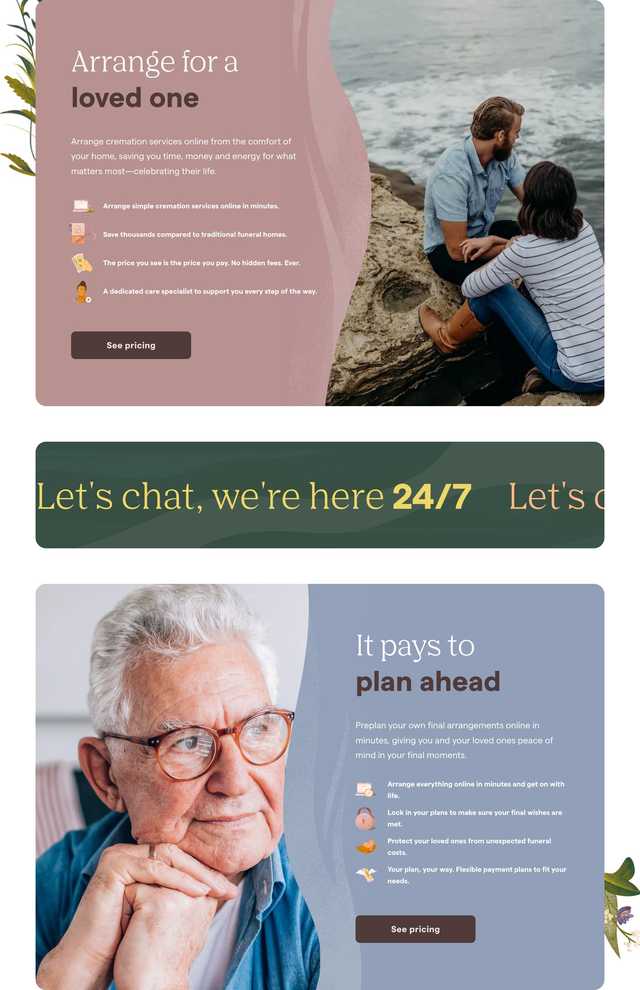 Arrange for a
loved one
Arrange cremation services online from the comfort of
your home, saving you time, money and energy for what
matters most—celebrating their life.
Arrange simple cremation services online in minutes.
Save thousands compared to traditional funeral homes.
The price you see is the price you pay. No hidden fees. Ever.
A dedicated care specialist to support you every step of the way.
See pricing
Let's chat, we're here 24/7 Let's c
It pays to
plan ahead
Preplan your own final arrangements online in
minutes, giving you and your loved ones peace of
mind in your final moments.
Arrange everything online in minutes and get on with
life.
Lock in your plans to make sure your final wishes are
met.
Protect your loved ones from unexpected funeral
costs.
Your plan, your way. Flexible payment plans to fit your
needs.
See pricing